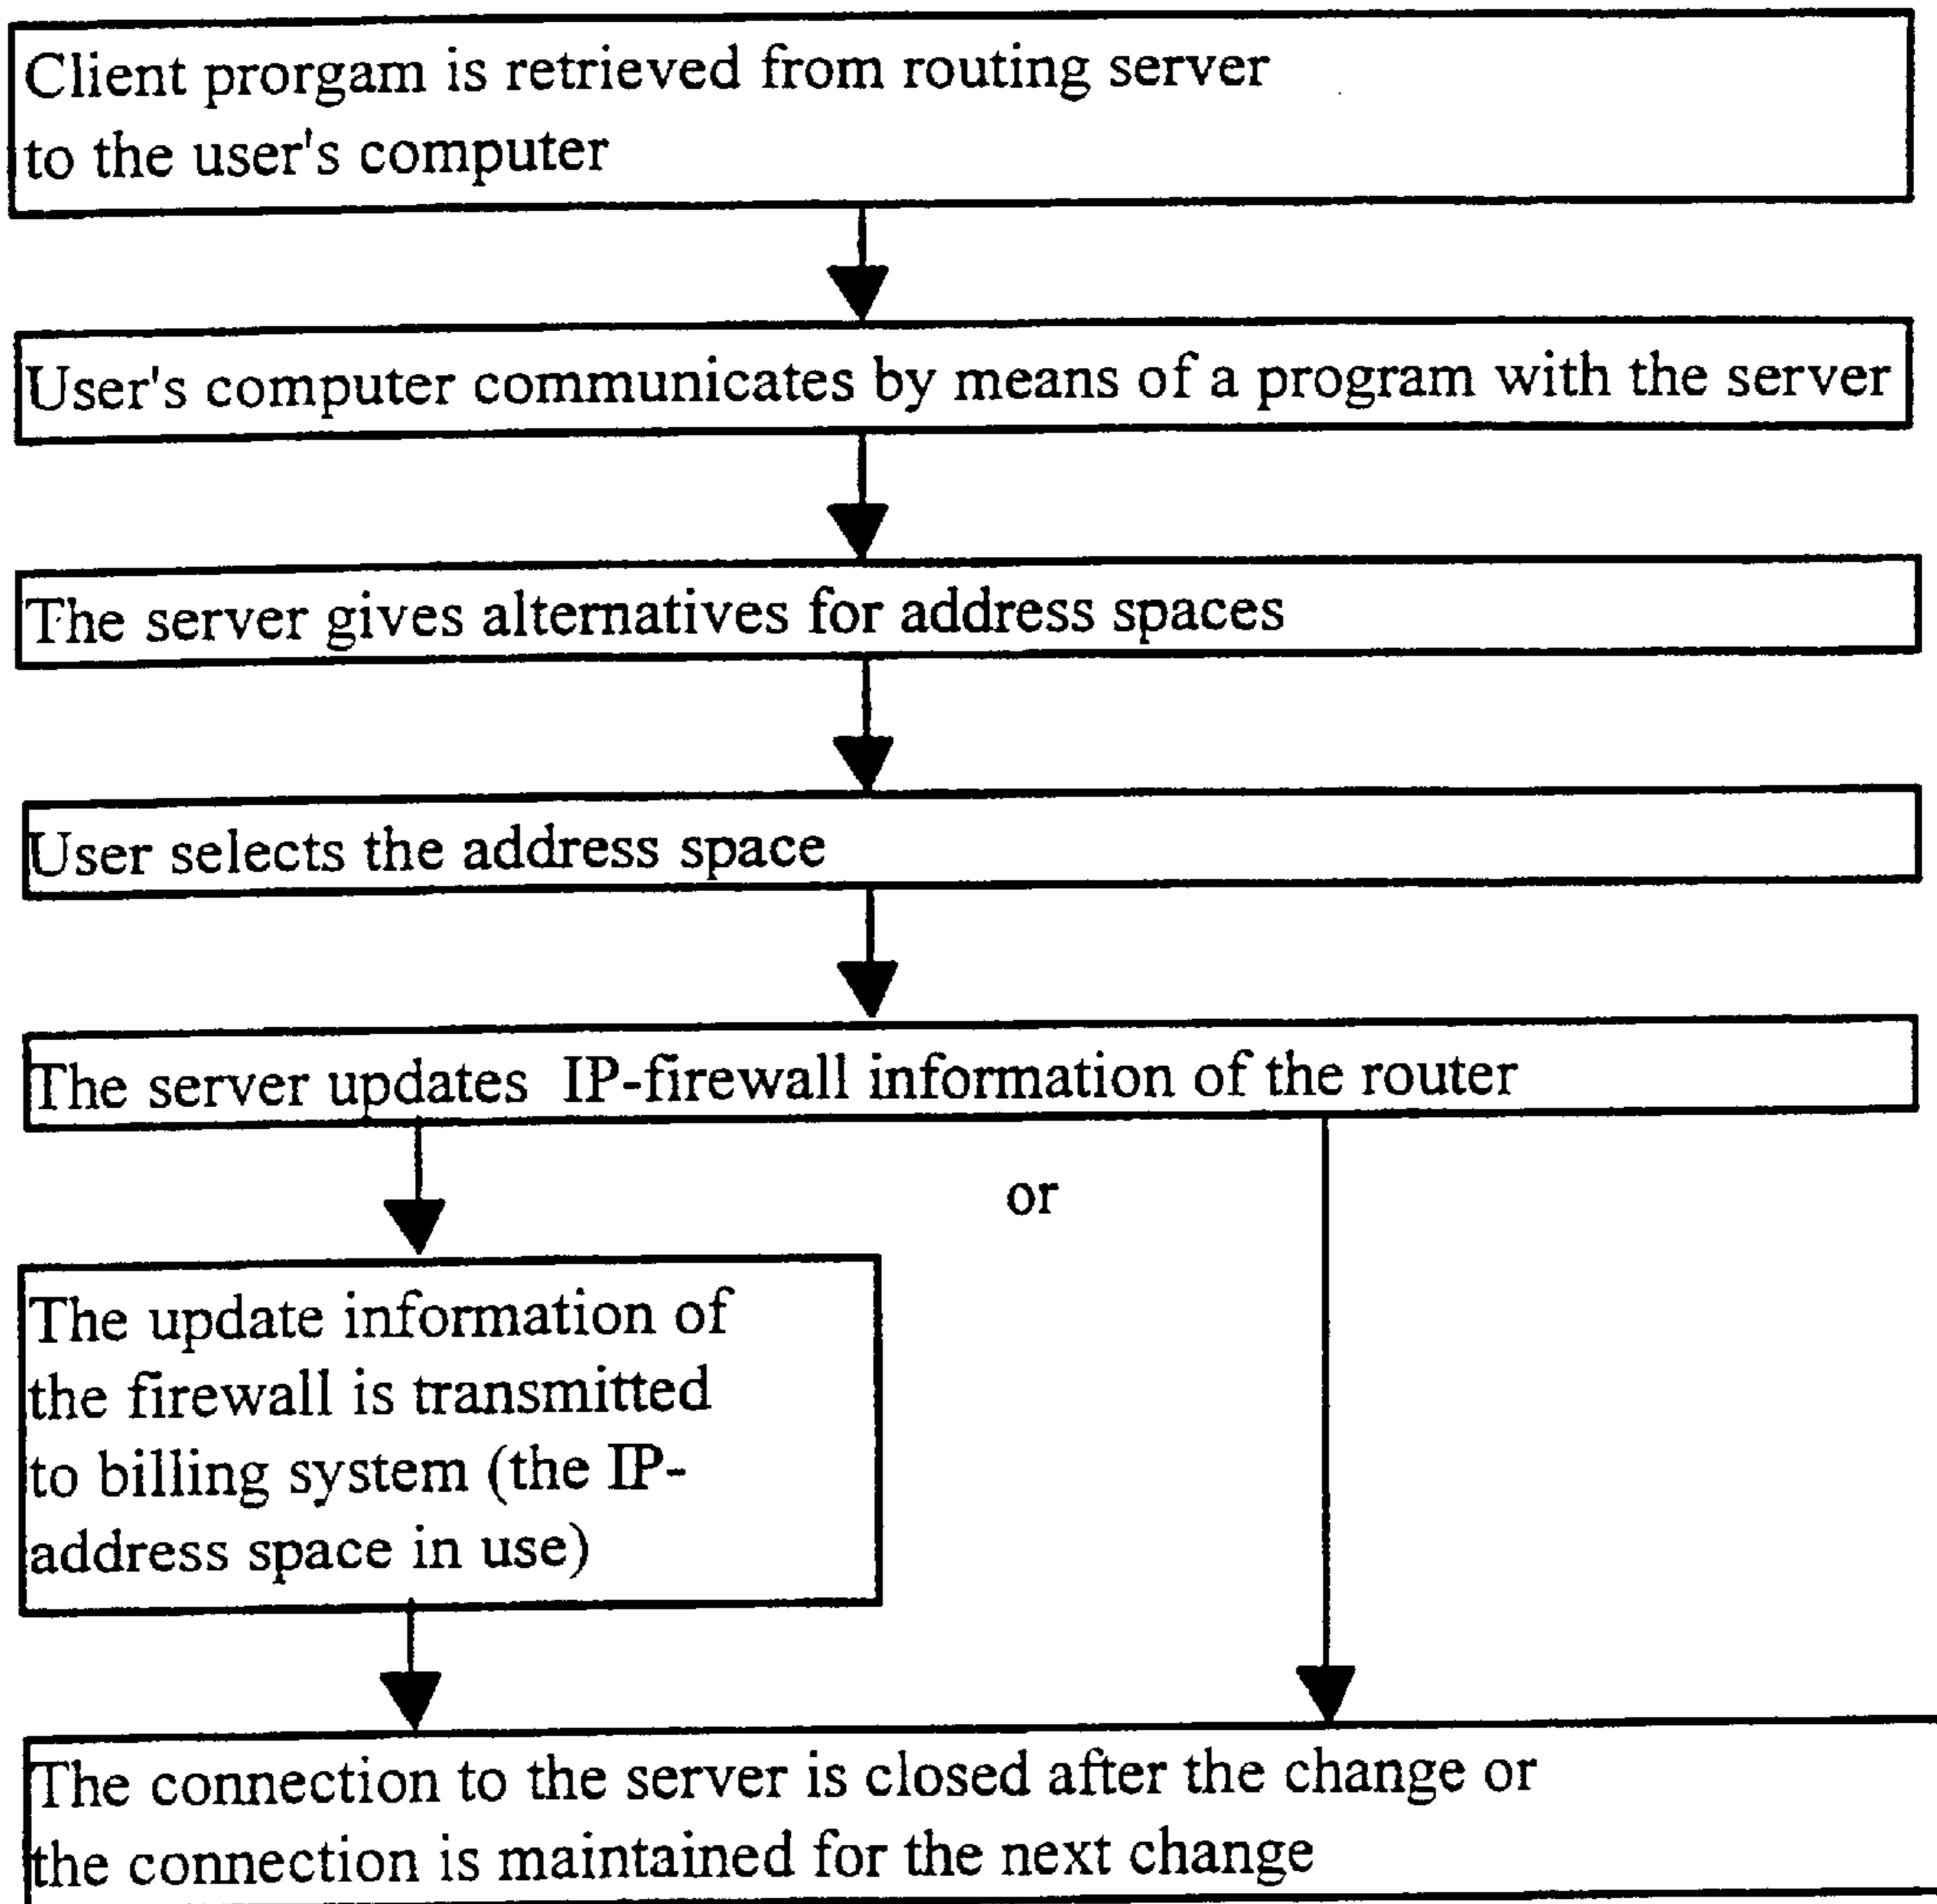 Client prorgam is retrieved from routing server
to the user's computer
User's computer communicates by means of a program with the server
The server gives alternatives for address spaces
User selects the address space
The server updates IP-firewall information of the router
or
The update information of
the firewall is transmitted
to billing system (the IP-
address space in use)
The connection to the server is closed after the change or
the connection is maintained for the next change